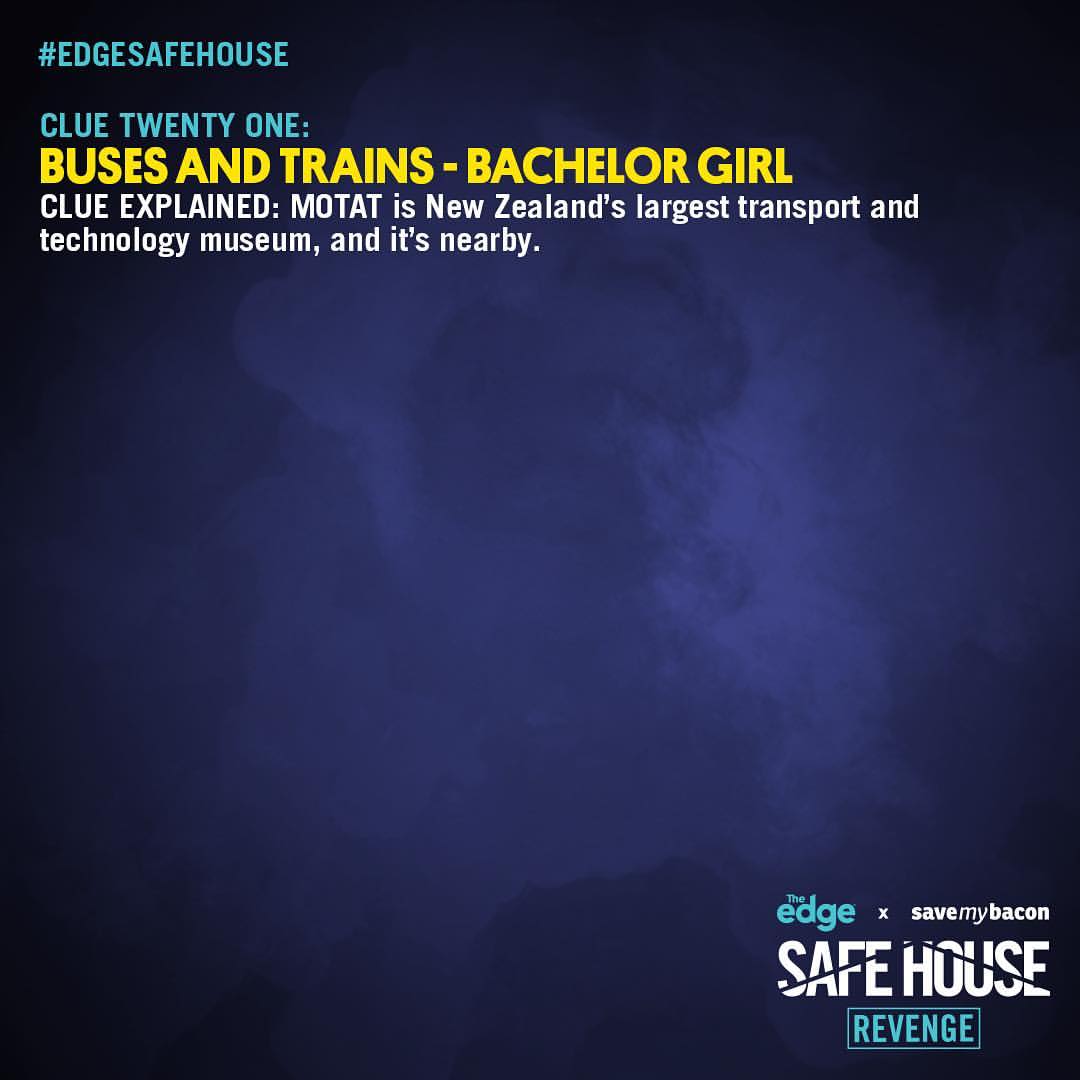 #EDGESAFEHOUSE
CLUE TWENTY ONE:
BUSES AND TRAINS - BACHELOR GIRL
CLUE EXPLAINED: MOTAT is New Zealand's largest transport and
technology museum, and it's nearby.
The
edge x savemybacon
SAFE HOUSE
REVENGE